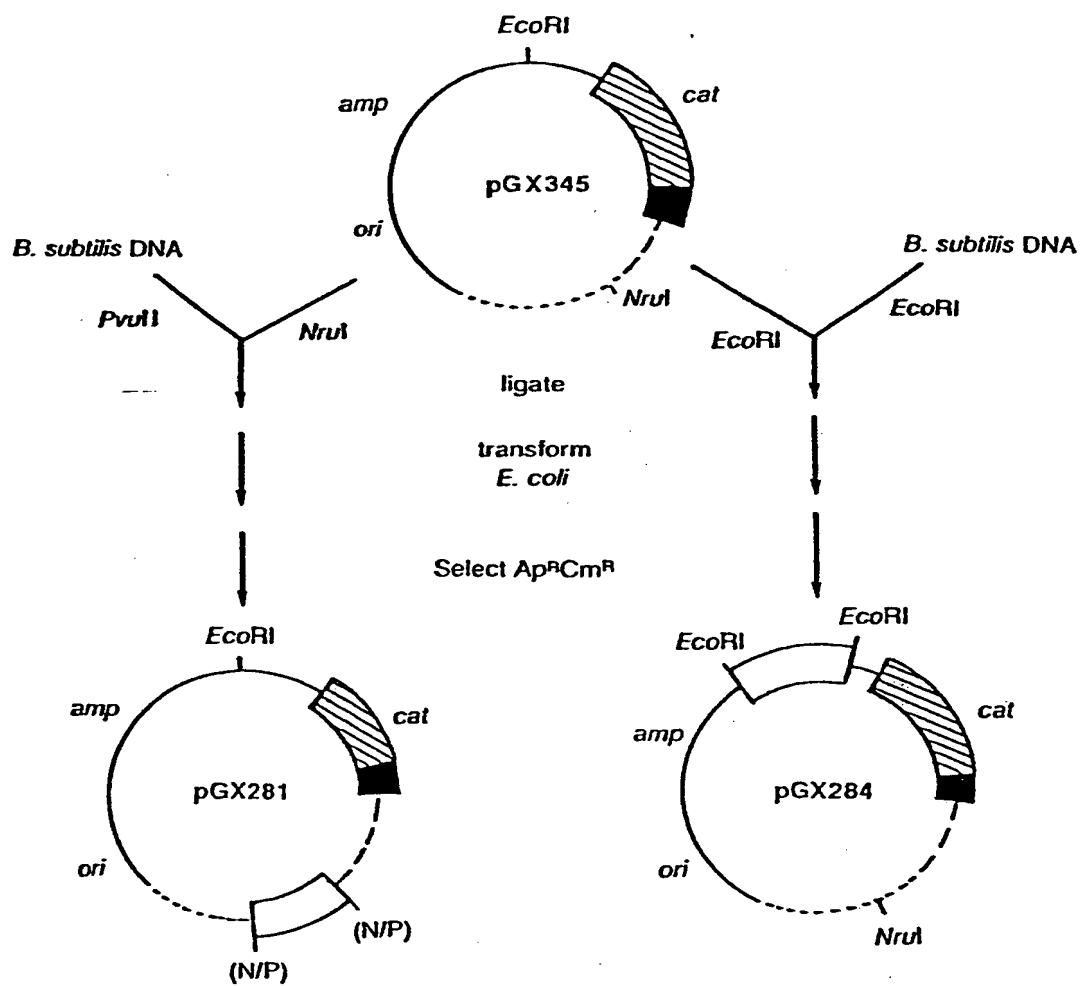 EcoRI
amp
cat
pGX345
ori
B. subtilis DNA
B. subtilis DNA
NruI
PvuII
NruI
EcoRI
EcoRI
ligate
transform
E. coli
Select ApᴿCmᴿ
EcoRI
EcoRI
EcoRI
amp
cat
amp
cat
pGX281
pGX284
ori
ori
(N/P)
(N/P)
NruI